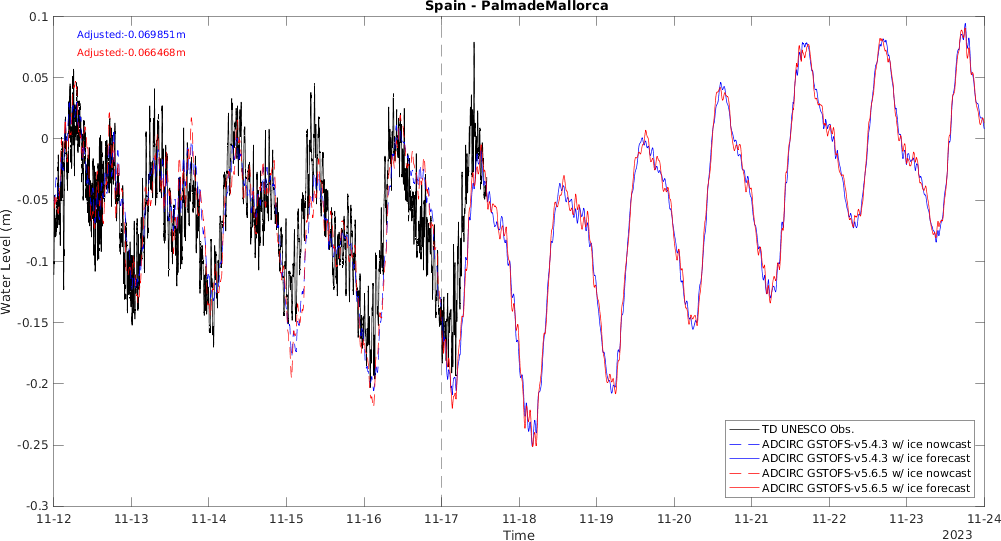 Spain - PalmadeMallorca
Adjusted:-0.069851m
Adjusted:-0.066468m
0.1
0.05
0
-0.05
-0.1
-0.15
-0.2
-0.25
-0.3
Water Level (m)
TD UNESCO Obs.
ADCIRC GSTOFS-v5.4.3 w/ ice nowcast
ADCIRC GSTOFS-v5.4.3 w/ ice forecast
ADCIRC GSTOFS-v5.6.5 w/ ice nowcast
ADCIRC GSTOFS-v5.6.5 w/ ice forecast
11-12 11-13 11-14 11-15 11-16 11-17 11-18 11-19 11-20 11-21 11-22 11-23 11-24
Time
2023